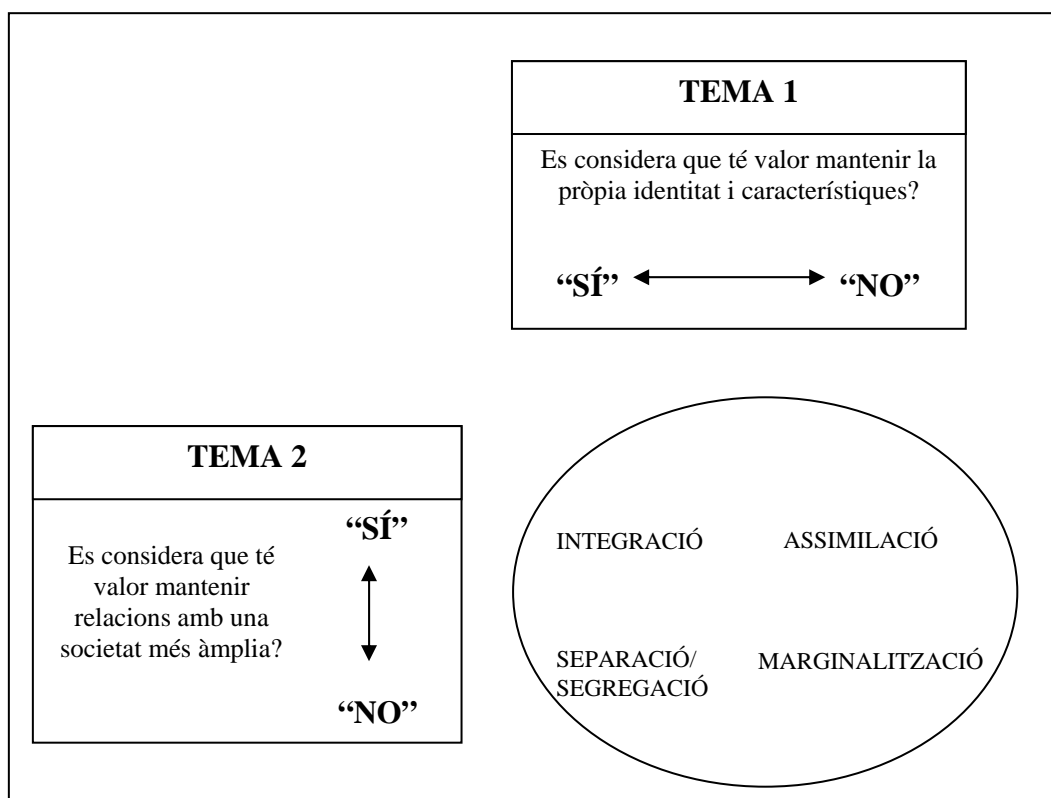 TEMA 1
Es considera que té valor mantenir la
pròpia identitat i característiques?
“SÍ” “NO”
TEMA 2
“SÍ”
Es considera que té
valor mantenir
relacions amb una
societat més àmplia?
“NO”
INTEGRACIÓ ASSIMILACIÓ
SEPARACIÓ/ MARGINALITZACIÓ
SEGREGACIÓ